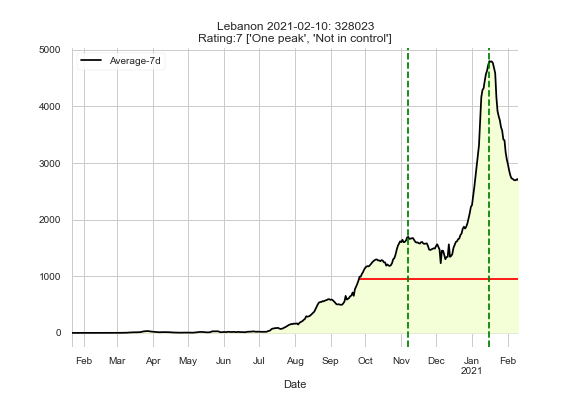 Lebanon 2021-02-10: 328023
Rating:7 ['One peak', 'Not in control']
Average-7d
5000
4000
3000
2000
1000
0
Feb Mar Apr May Jun Jul Aug Sep Oct Nov Dec Jan Feb
2021
Date